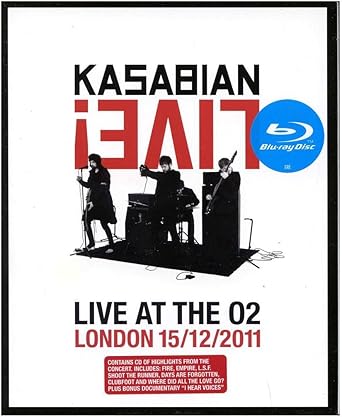 KASABIAN
LIVE!
Blu-ray Disc
LIVE AT THE O2
LONDON 15/12/2011
CONTAINS CD OF HIGHLIGHTS FROM THE
CONCERT. INCLUDES: FIRE, EMPIRE, L.S.F.
SHOOT THE RUNNER, DAYS ARE FORGOTTEN,
CLUBFOOT AND WHERE DID ALL THE LOVE GO?
PLUS BONUS DOCUMENTARY "I HEAR VOICES"